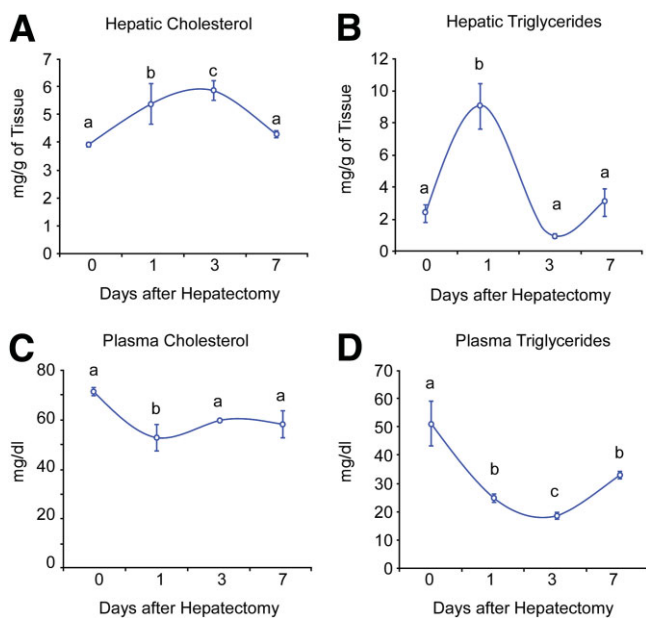 A
Hepatic Cholesterol
mg/g of Tissue
7
6
5
4
3
2
1
0
a
b
c
a
0 1 3 7
Days after Hepatectomy
B
Hepatic Triglycerides
mg/g of Tissue
12
10
8
6
4
2
0
a
b
a
a
0 1 3 7
Days after Hepatectomy
C
Plasma Cholesterol
mg/dl
80
60
40
20
0
a
b
a
a
0 1 3 7
Days after Hepatectomy
D
Plasma Triglycerides
mg/dl
70
60
50
40
30
20
10
0
a
b
c
b
0 1 3 7
Days after Hepatectomy